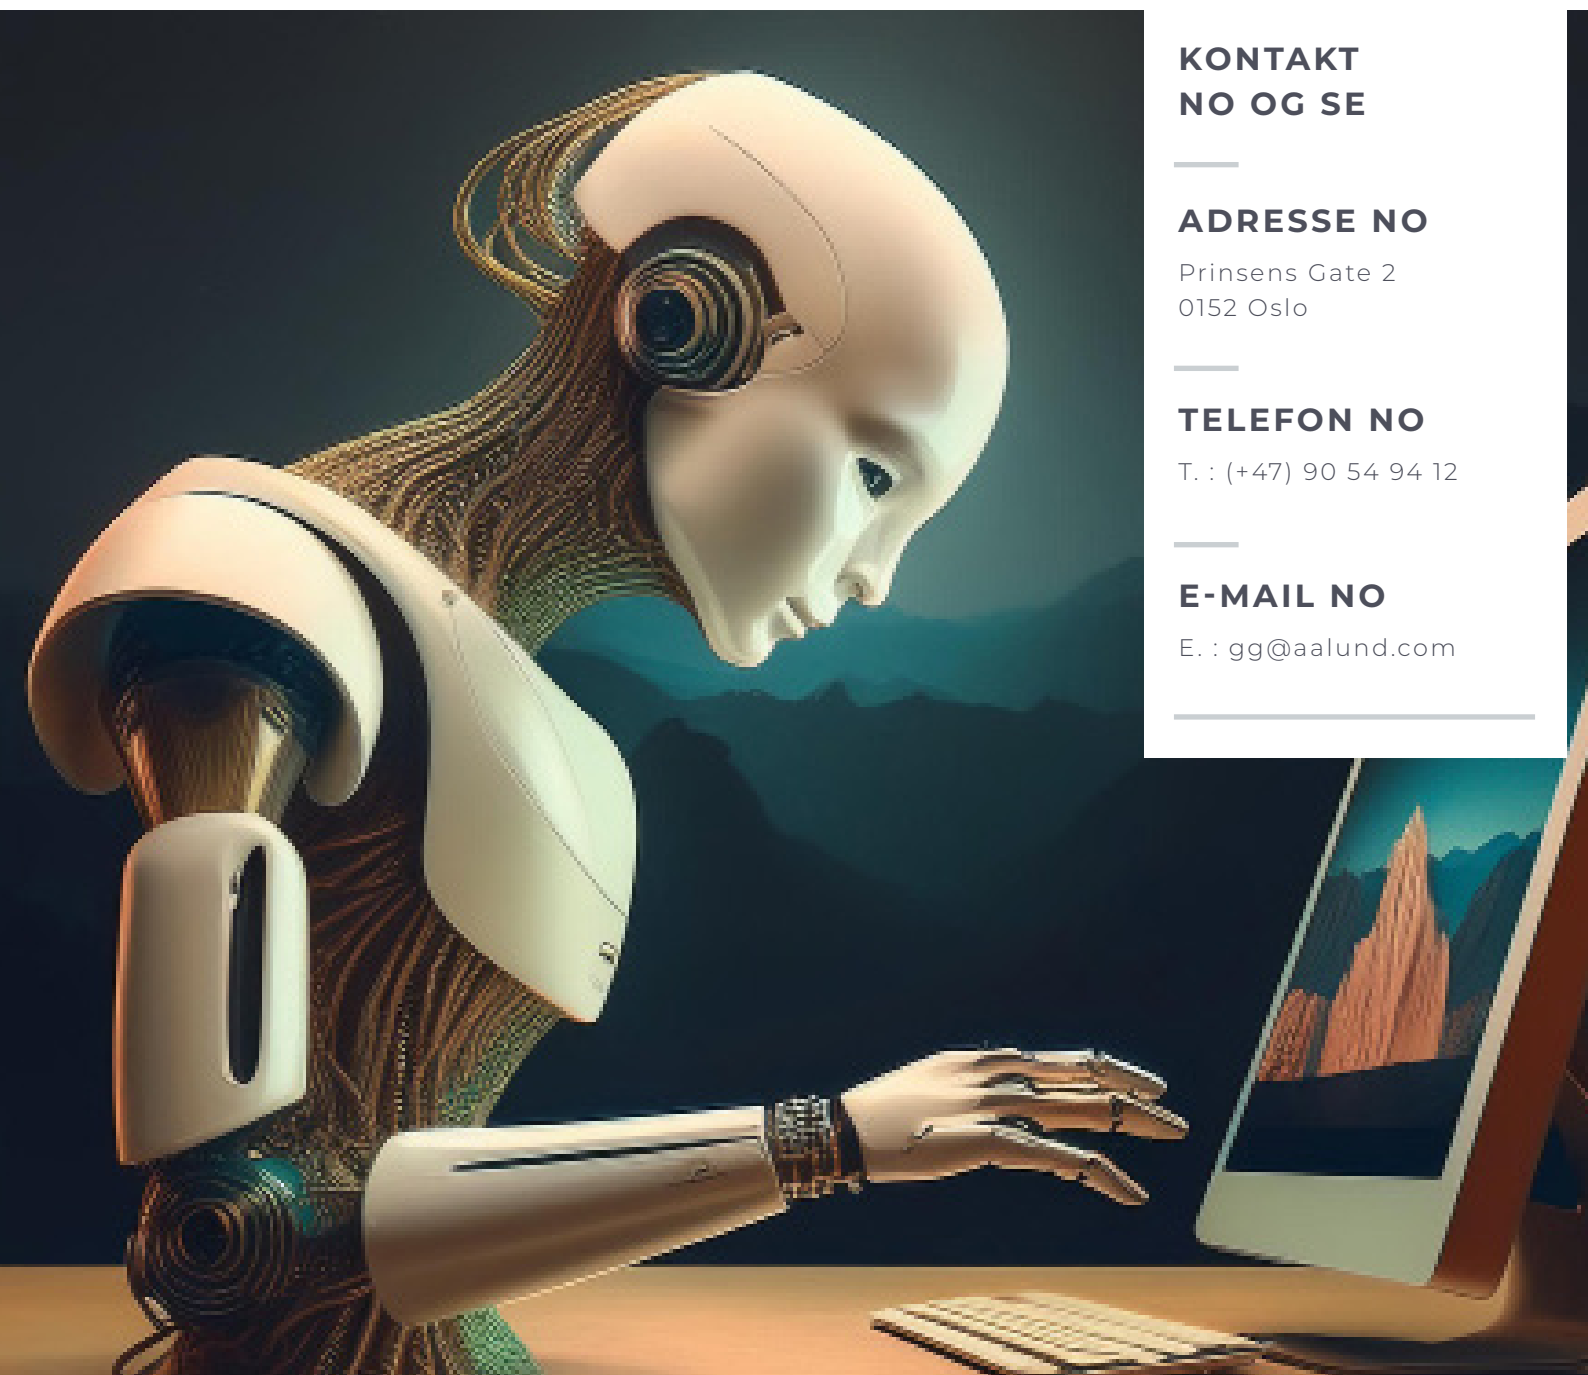 KONTAKT
NO OG SE
ADRESSE NO
Prinsens Gate 2
0152 Oslo
TELEFON NO
T. : (+47) 90 54 94 12
E-MAIL NO
E. : gg@aalund.com